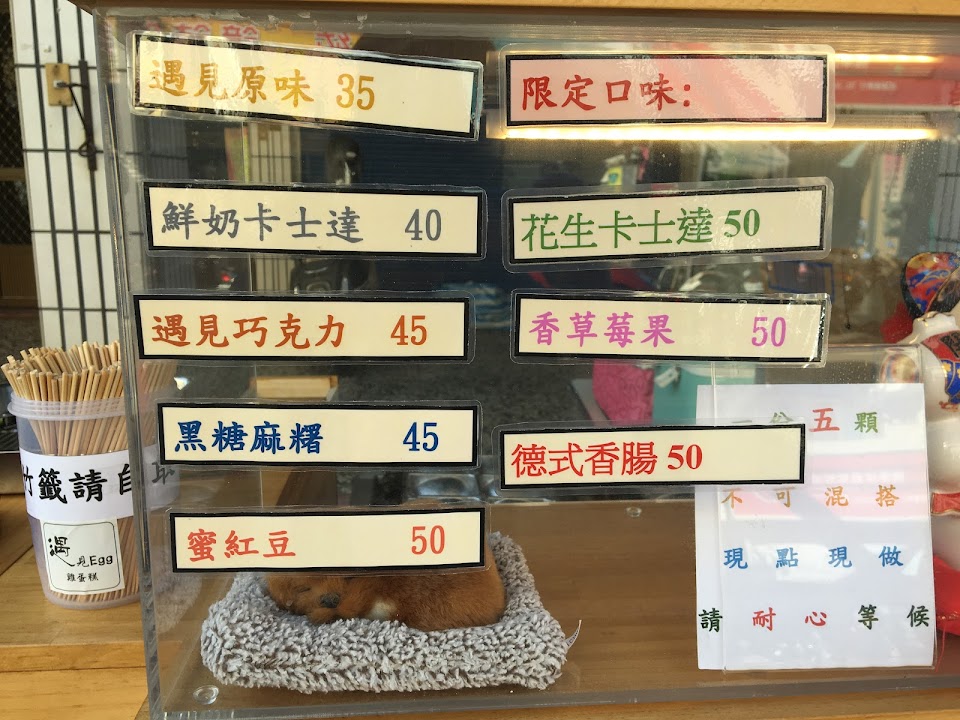 遇見原味 35
鮮奶卡士達 40
遇見巧克力 45
黑糖麻糬 45
蜜紅豆 50
限定口味:
花生卡士達 50
香草莓果 50
德式香腸 50
五顆
不可混搭
現點現做
請耐心等候
竹籤請自取
遇見Egg
雞蛋糕